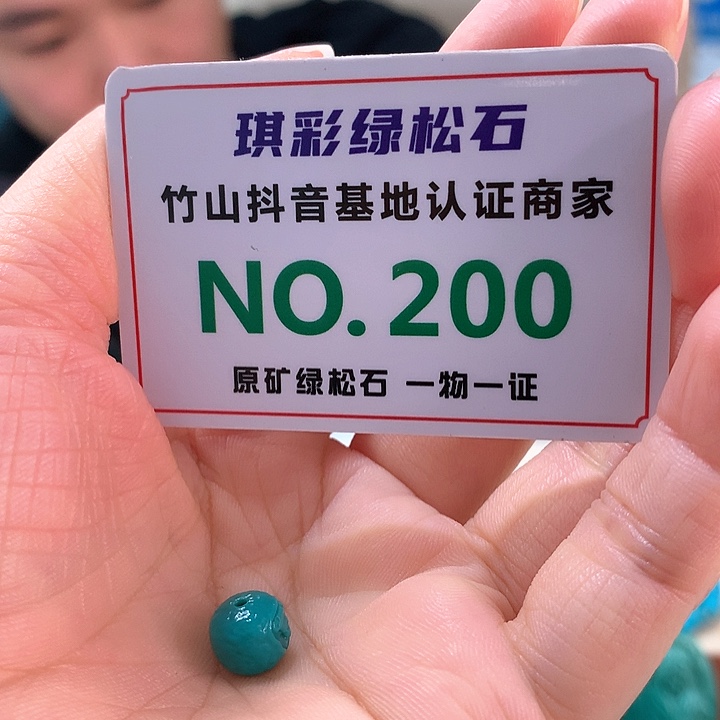 琪彩绿松石
竹山抖音基地认证商家
NO.200
原矿绿松石 一物一证